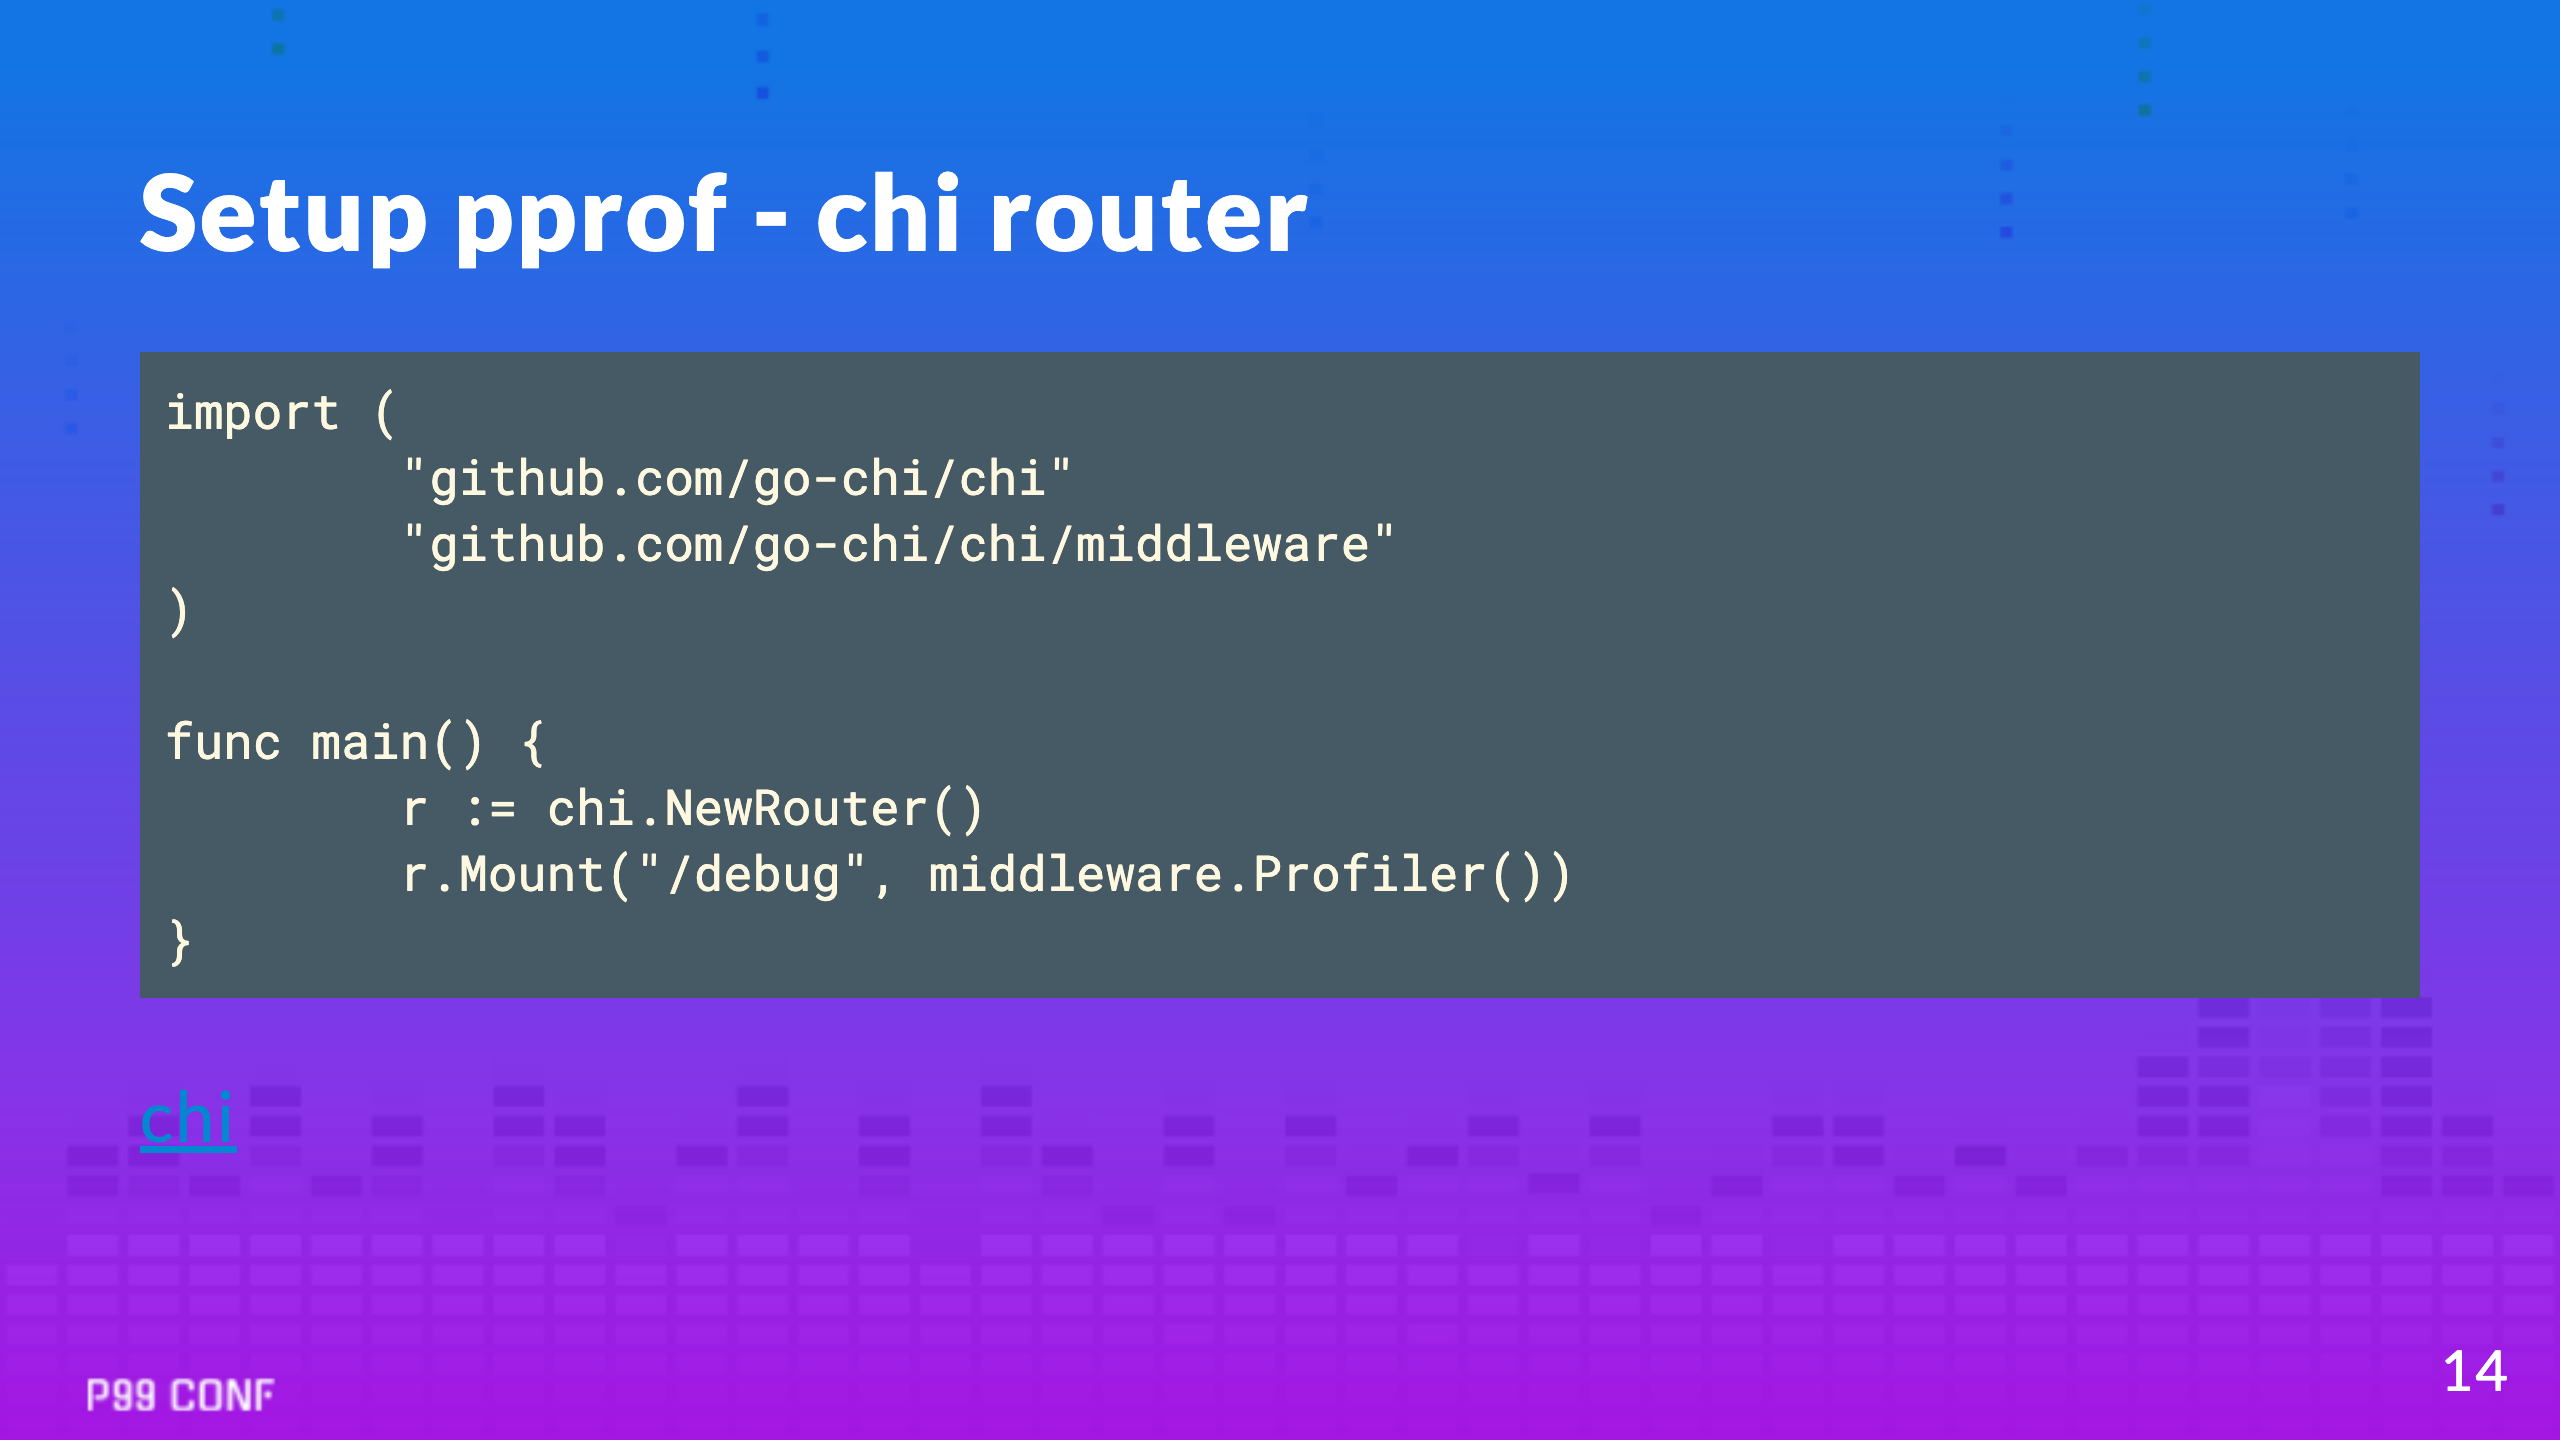 Setup pprof - chi router
import (
        "github.com/go-chi/chi"
        "github.com/go-chi/chi/middleware"
)

func main() {
        r := chi.NewRouter()
        r.Mount("/debug", middleware.Profiler())
}
chi
P99 CONF
14